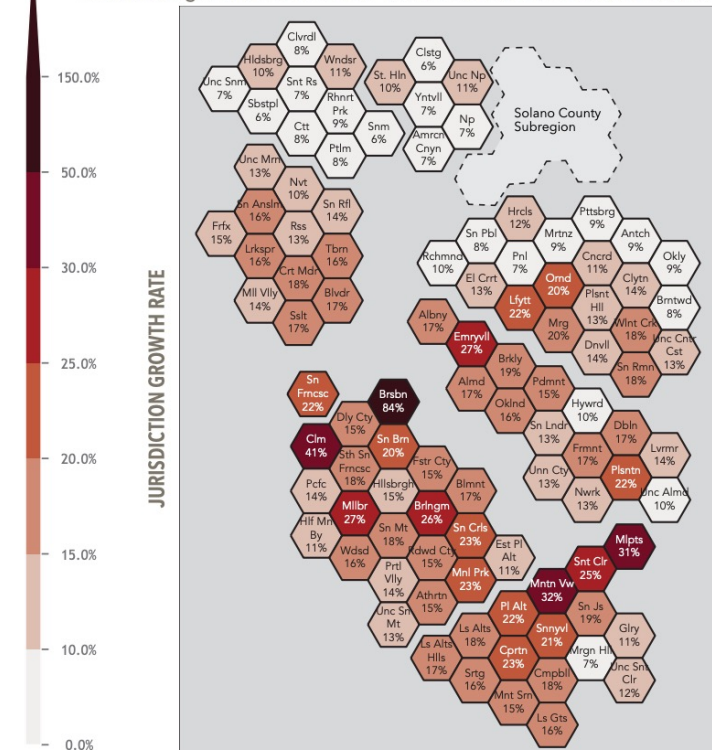 150.0%
50.0%
30.0%
25.0%
20.0%
15.0%
10.0%
0.0%
JURISDICTION GROWTH RATE
Clvrdl
8%
Hldsbrg
10%
Wndsr
11%
Unc Snm
7%
Snt Rs
7%
Sbstpl
6%
Rhnrt
Prk
9%
Ctt
8%
Ptlm
8%
Snm
6%
Clstg
6%
St. Hln
10%
Unc Np
11%
Yntvll
7%
Np
7%
Amrcn
Cnyn
7%
Solano County
Subregion
Unc Mrn
13%
Nvt
10%
Sn Anslm
16%
Sn Rfl
14%
Frfx
15%
Rss
13%
Lrkspr
16%
Tbrn
16%
Crt Mdr
18%
Mll Vlly
14%
Blvdr
17%
Sslt
17%
Hrcls
12%
Pttsbrg
9%
Sn Pbl
8%
Mrtnz
9%
Antch
9%
Rchmnd
10%
Pnl
7%
Cncrd
11%
Okly
9%
El Crrt
13%
Ornd
20%
Clytn
14%
Lfytt
22%
Plsnt
Hll
13%
Brntwd
8%
Mrg
20%
Wlnt Crk
18%
Dnvll
14%
Unc Cntr
Cst
13%
Sn Rmn
18%
Albny
17%
Emryvll
27%
Brkly
19%
Almd
17%
Pdmnt
15%
Oklnd
16%
Hywrd
10%
Sn Lndr
13%
Dbln
17%
Frmnt
17%
Lvrmr
14%
Unn Cty
13%
Plsntn
22%
Nwrk
13%
Unc Almd
10%
Sn
Frncsc
22%
Brsbn
84%
Dly Cty
15%
Clm
41%
Sn Brn
20%
Sth Sn
Frncsc
18%
Fstr Cty
15%
Pcfc
14%
Hllsbrgh
15%
Blmnt
17%
Mllbr
27%
Brlngm
26%
Hlf Mn
By
11%
Sn Mt
18%
Sn Crls
23%
Wdsd
16%
Rdwd Cty
15%
Est Pl
Alt
11%
Prtl
Vlly
14%
Mnl Prk
23%
Athrtn
15%
Unc Sn
Mt
13%
Mlpts
31%
Snt Clr
25%
Mntn Vw
32%
Pl Alt
22%
Sn Js
19%
Ls Alts
18%
Snnyvl
21%
Glry
11%
Ls Alts
Hlls
17%
Cprtn
23%
Mrgn Hll
7%
Srtg
16%
Cmpbll
18%
Unc Snt
Clr
12%
Mnt Srn
15%
Ls Gts
16%